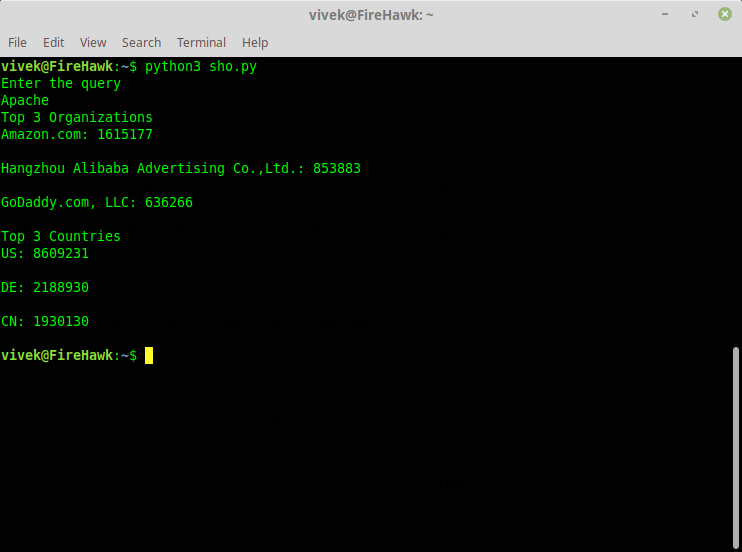 vivek@FireHawk: ~
File Edit View Search Terminal Help
vivek@FireHawk:~$ python3 sho.py
Enter the query
Apache
Top 3 Organizations
Amazon.com: 1615177
Hangzhou Alibaba Advertising Co.,Ltd.: 853883
GoDaddy.com, LLC: 636266
Top 3 Countries
US: 8609231
DE: 2188930
CN: 1930130
vivek@FireHawk:~$